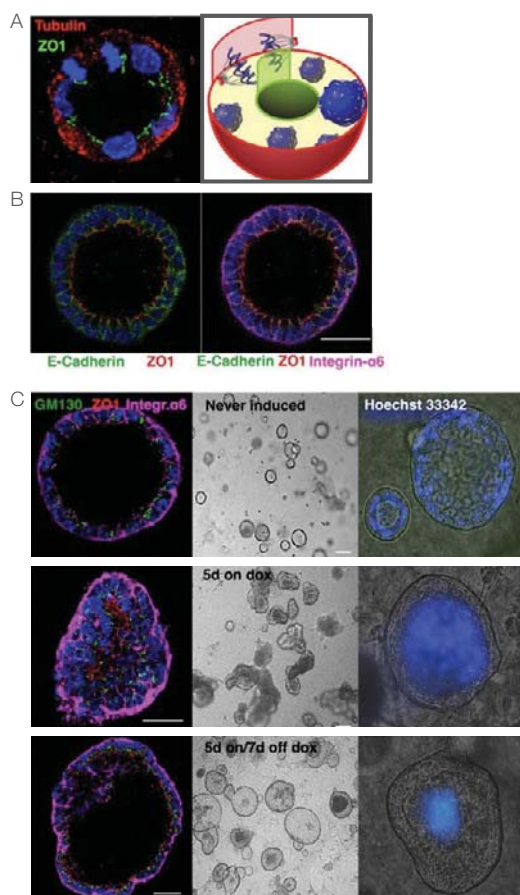 A
Tubulin
ZO1
B
E-Cadherin ZO1
E-Cadherin ZO1 Integrin-α6
C
GM130 ZO1 Integr.α6
Never induced
Hoechst 33342
5d on dox
5d on/7d off dox